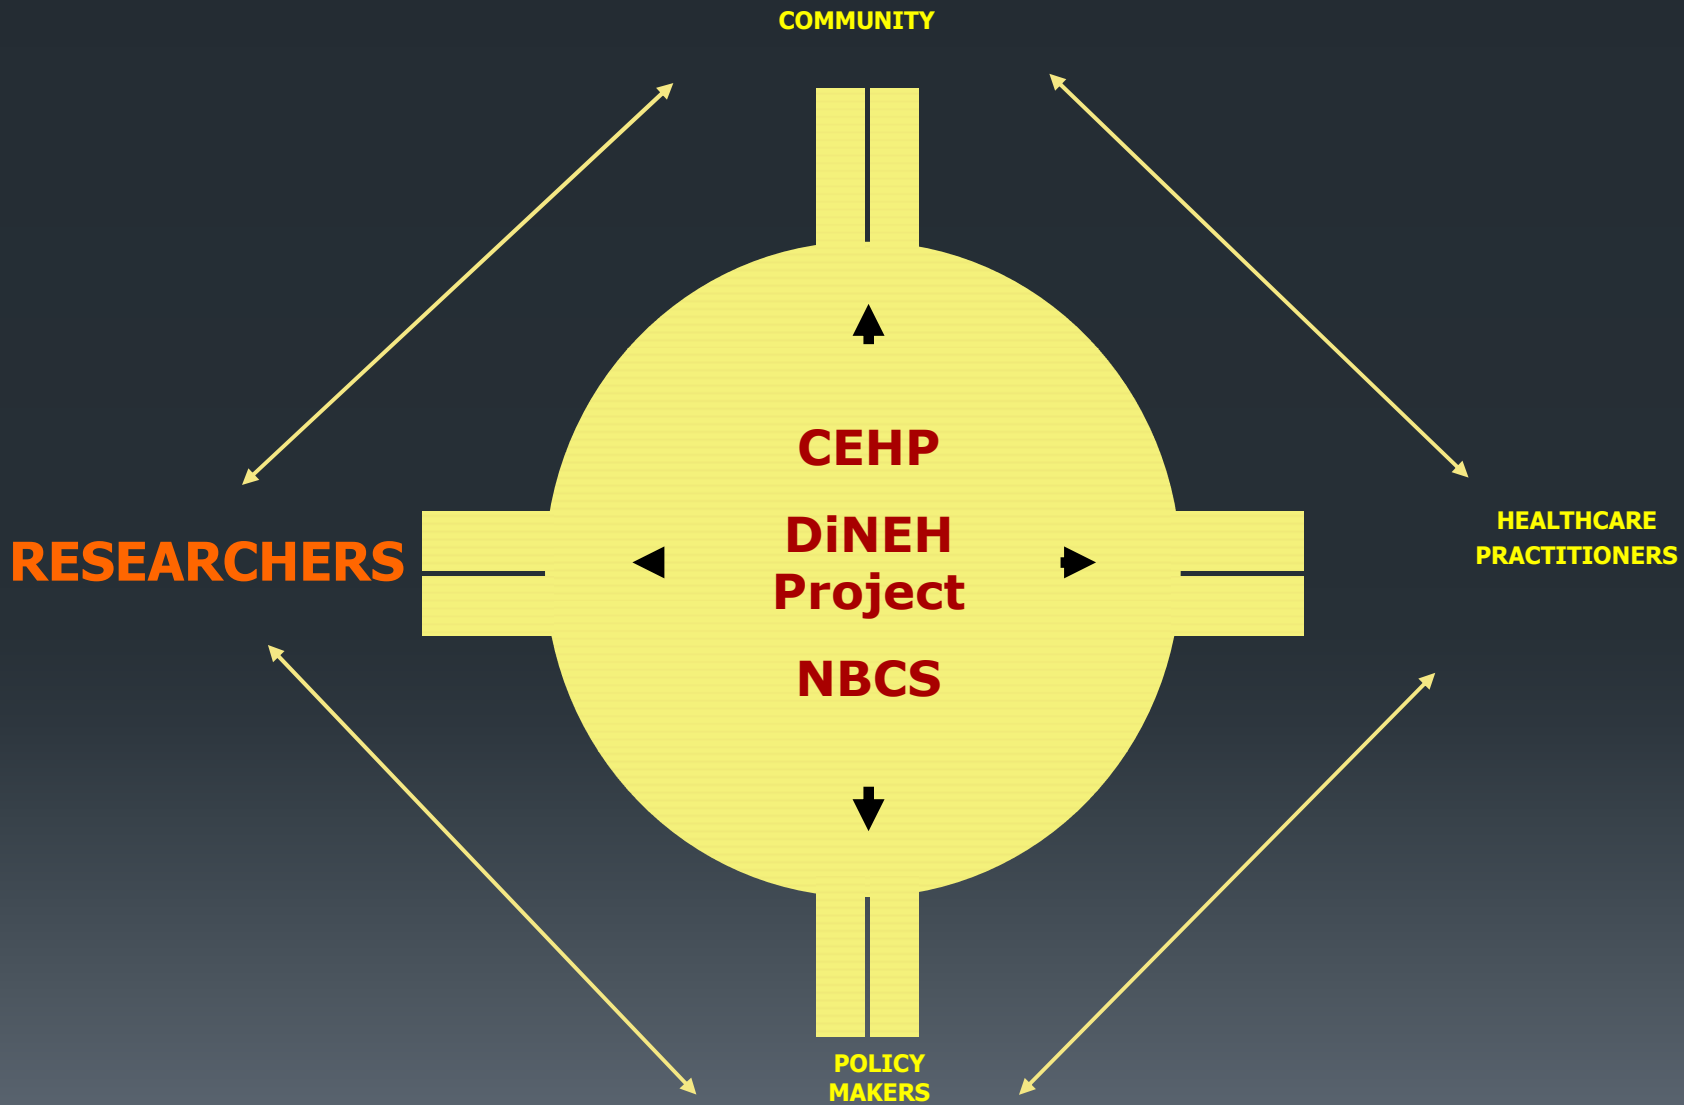 COMMUNITY
CEHP
DiNEH
Project
NBCS
RESEARCHERS
HEALTHCARE
PRACTITIONERS
POLICY
MAKERS